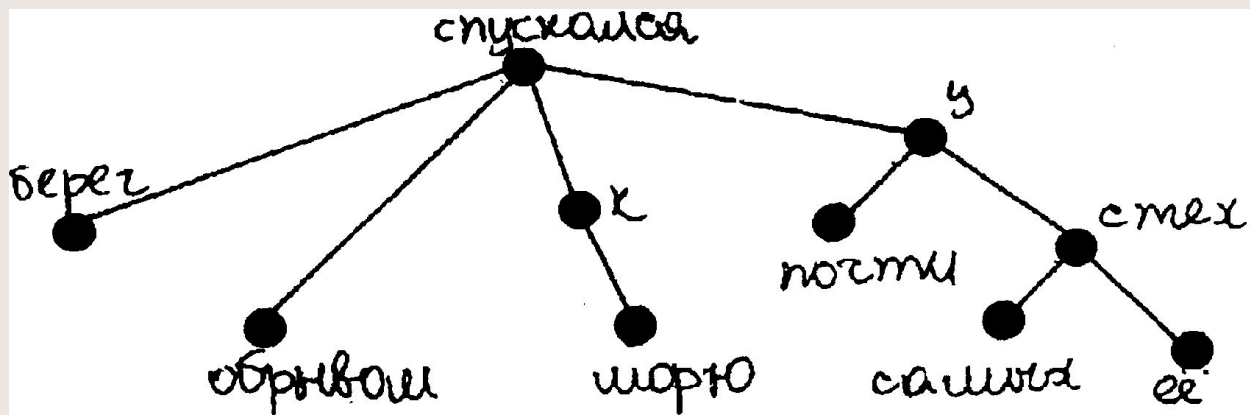 спускался
у
берег
к
стен
почти
обрывом морю самых её